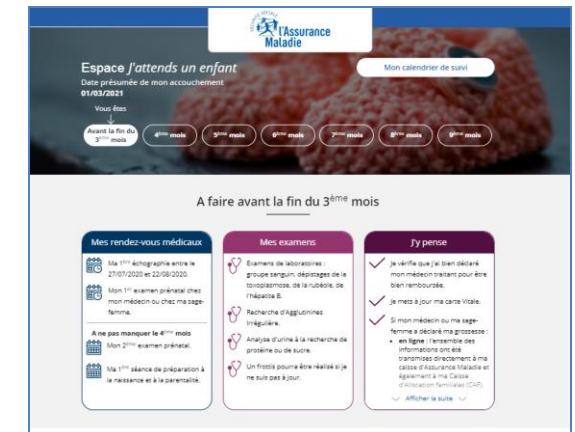 SÉCURITÉ SOCIALE
l'Assurance
Maladie
Espace J'attends un enfant
Date présumée de mon accouchement
01/03/2021
Mon calendrier de suivi
Vous êtes
Avant la fin du
3ème mois
4ème mois
5ème mois
6ème mois
7ème mois
8ème mois
9ème mois
A faire avant la fin du 3ème mois
Mes rendez-vous médicaux
Ma 1ère échographie entre le
27/07/2020 et 22/08/2020.
Mon 1er examen prénatal chez
mon médecin ou chez ma sage-
femme.
A ne pas manquer le 4ème mois
Mon 2ème examen prénatal.
Ma 1ère séance de préparation à
la naissance et à la parentalité.
Mes examens
Examens de laboratoires :
groupe sanguin, dépistages de la
toxoplasmose, de la rubéole, de
l'hépatite B.
Recherche d'Agglutinines
Irrégulière.
Analyse d'urine à la recherche de
protéine ou de sucre.
Un frottis pourra être réalisé si je
ne suis pas à jour.
J'y pense
Je vérifie que j'ai bien déclaré
mon médecin traitant pour être
bien remboursée.
Je mets à jour ma carte Vitale.
Si mon médecin ou ma sage-
femme a déclaré ma grossesse :
• en ligne : l'ensemble des
informations ont été
transmises directement à ma
caisse d'Assurance Maladie et
également à ma Caisse
d'Allocation familiales (CAF).
Afficher la suite